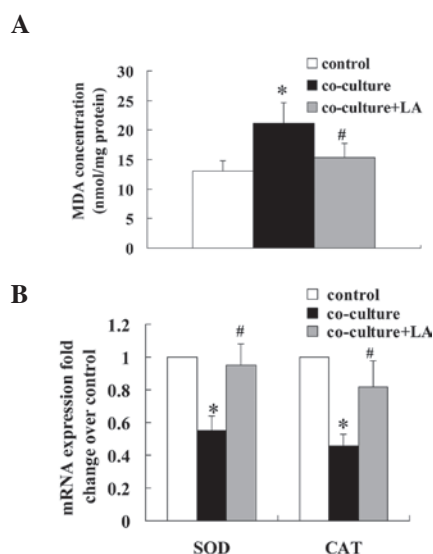 A
control
co-culture
co-culture+LA
MDA concentration
(nmol/mg protein)
30
25
20
15
10
5
0
*
#
B
control
co-culture
co-culture+LA
mRNA expression fold
change over control
1.2
1
0.8
0.6
0.4
0.2
0
*
#
*
#
SOD CAT